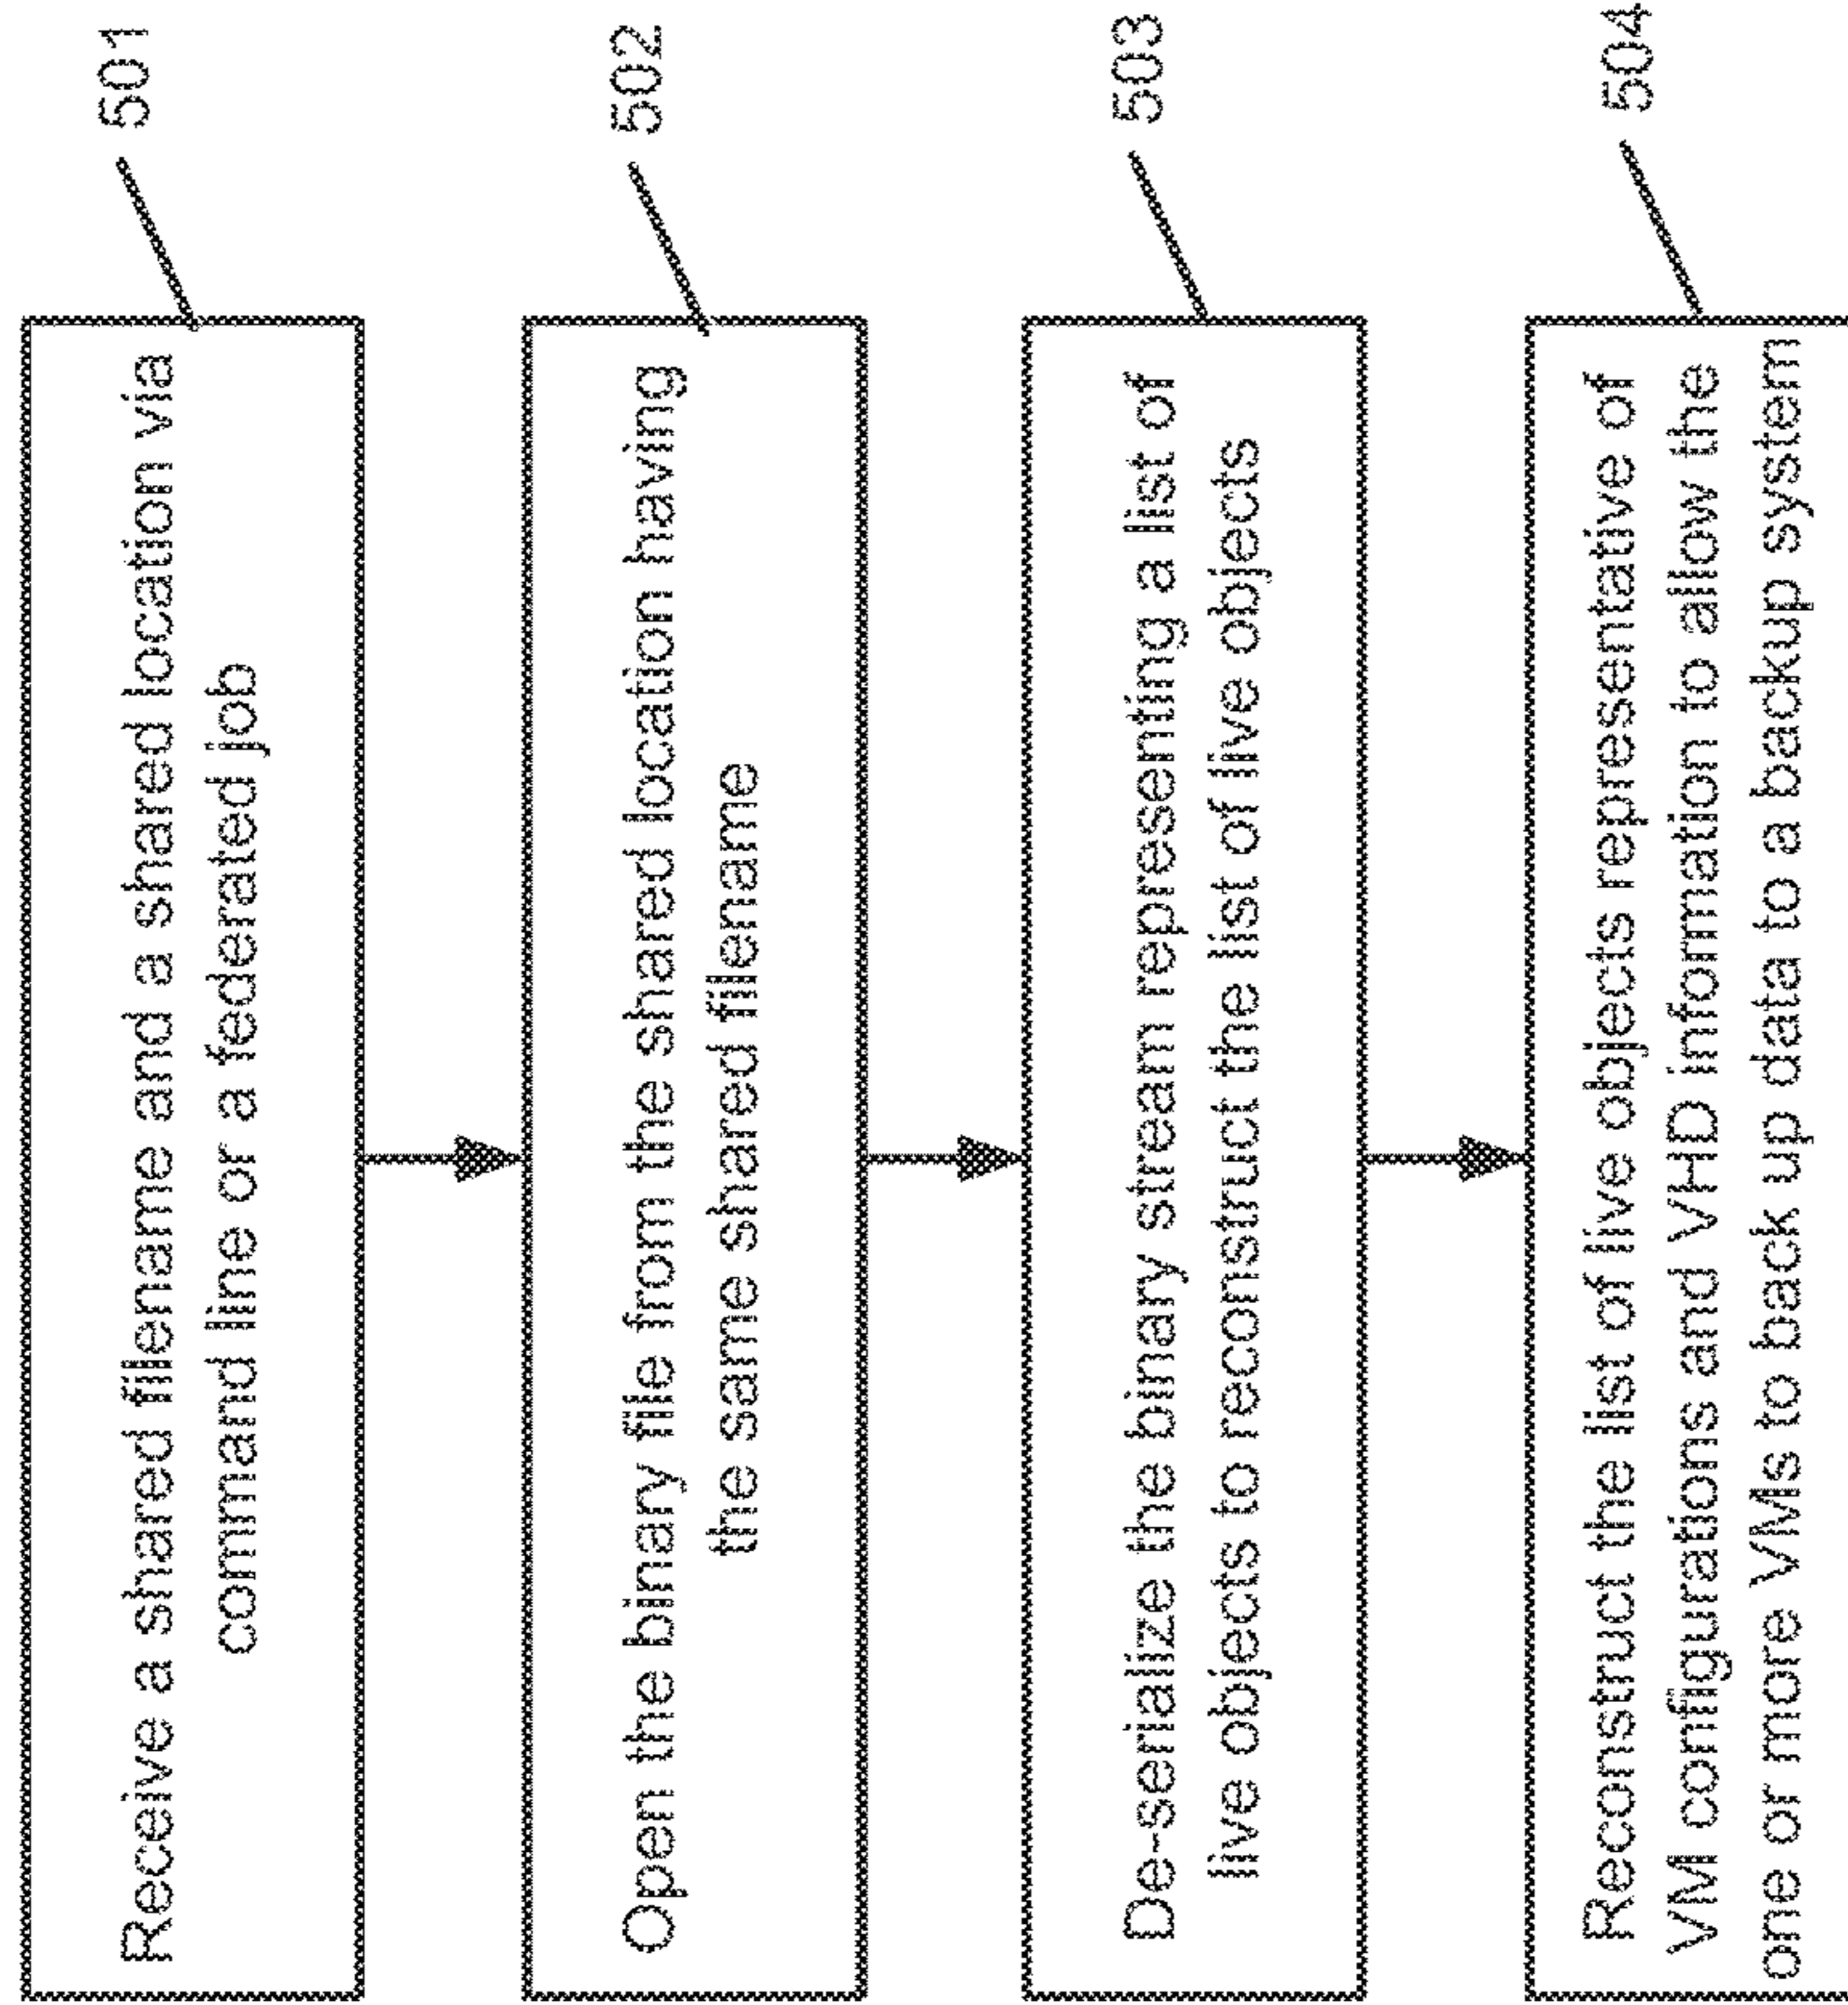 Receive a shared filename and a shared location via
command line or a federated job
501
Open the binary file from the shared location having
the same shared filename
502
De-serialize the binary stream representing a list of
live objects to reconstruct the list of live objects
503
Reconstruct the list of live objects representative of
VM configurations and VHD information to allow the
one or more VMs to back up data to a backup system
504